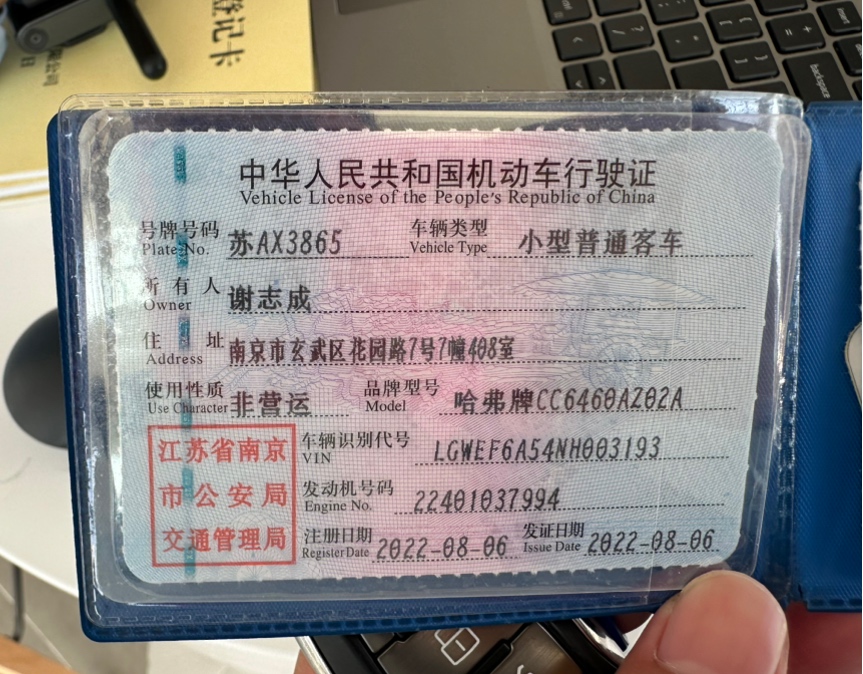 登记卡
中华人民共和国机动车行驶证
Vehicle License of the People's Republic of China
号牌号码 苏AX3865 车辆类型 小型普通客车
Plate No. Vehicle Type
所有人 谢志成
Owner
住址 南京市玄武区花园路7号7幢408室
Address
使用性质 非营运 品牌型号 哈弗牌CC6460AZ02A
Use Character Model
江苏省南京
市公安局
交通管理局
车辆识别代号 LGWEF6A54NH003193
VIN
发动机号码 22401037994
Engine No.
注册日期 2022-08-06 发证日期 2022-08-06
Register Date Issue Date
backspace